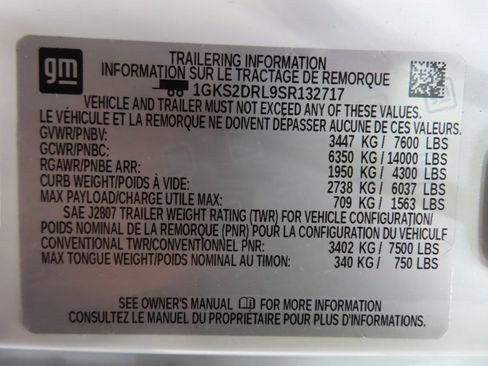 gm
TRAILERING INFORMATION
INFORMATION SUR LE TRACTAGE DE REMORQUE
1GKS2DRL9SR132717
VEHICLE AND TRAILER MUST NOT EXCEED ANY OF THESE VALUES
LE VÉHICULE ET LA REMORQUE NE DOIVENT DÉPASSER AUCUNE DE CES VALEURS.
GVWR/PNBV: 3447 KG / 7600 LBS
GCWR/PNBC: 6350 KG / 14000 LBS
RGAWR/PNBE ARR: 1950 KG / 4300 LBS
CURB WEIGHT/POIDS À VIDE: 2738 KG / 6037 LBS
MAX PAYLOAD/CHARGE UTILE MAX: 709 KG / 1563 LBS
SAE J2807 TRAILER WEIGHT RATING (TWR) FOR VEHICLE CONFIGURATION/
POIDS NOMINAL DE LA REMORQUE (PNR) POUR LA CONFIGURATION DU VÉHICULE
CONVENTIONAL TWR/CONVENTIONNEL PNR: 3402 KG / 7500 LBS
MAX TONGUE WEIGHT/POIDS NOMINAL AU TIMON: 340 KG / 750 LBS
SEE OWNER'S MANUAL FOR MORE INFORMATION
CONSULTEZ LE MANUEL DU PROPRIÉTAIRE POUR PLUS D'INFORMATION